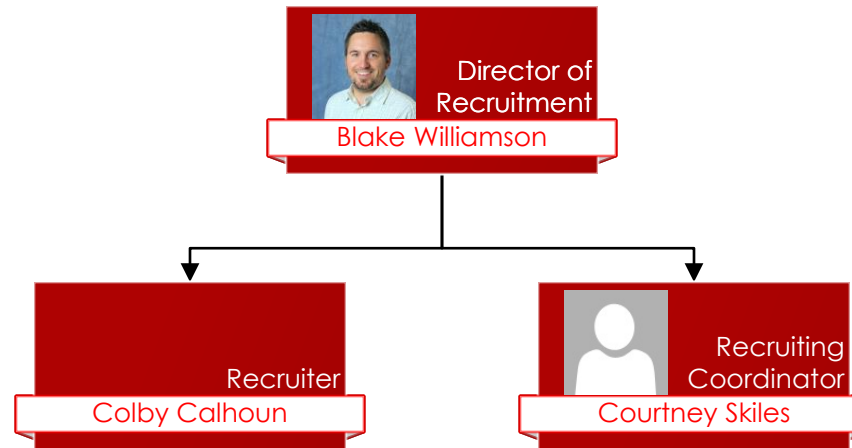 Director of
Recruitment
Blake Williamson
Recruiter
Colby Calhoun
Recruiting
Coordinator
Courtney Skiles